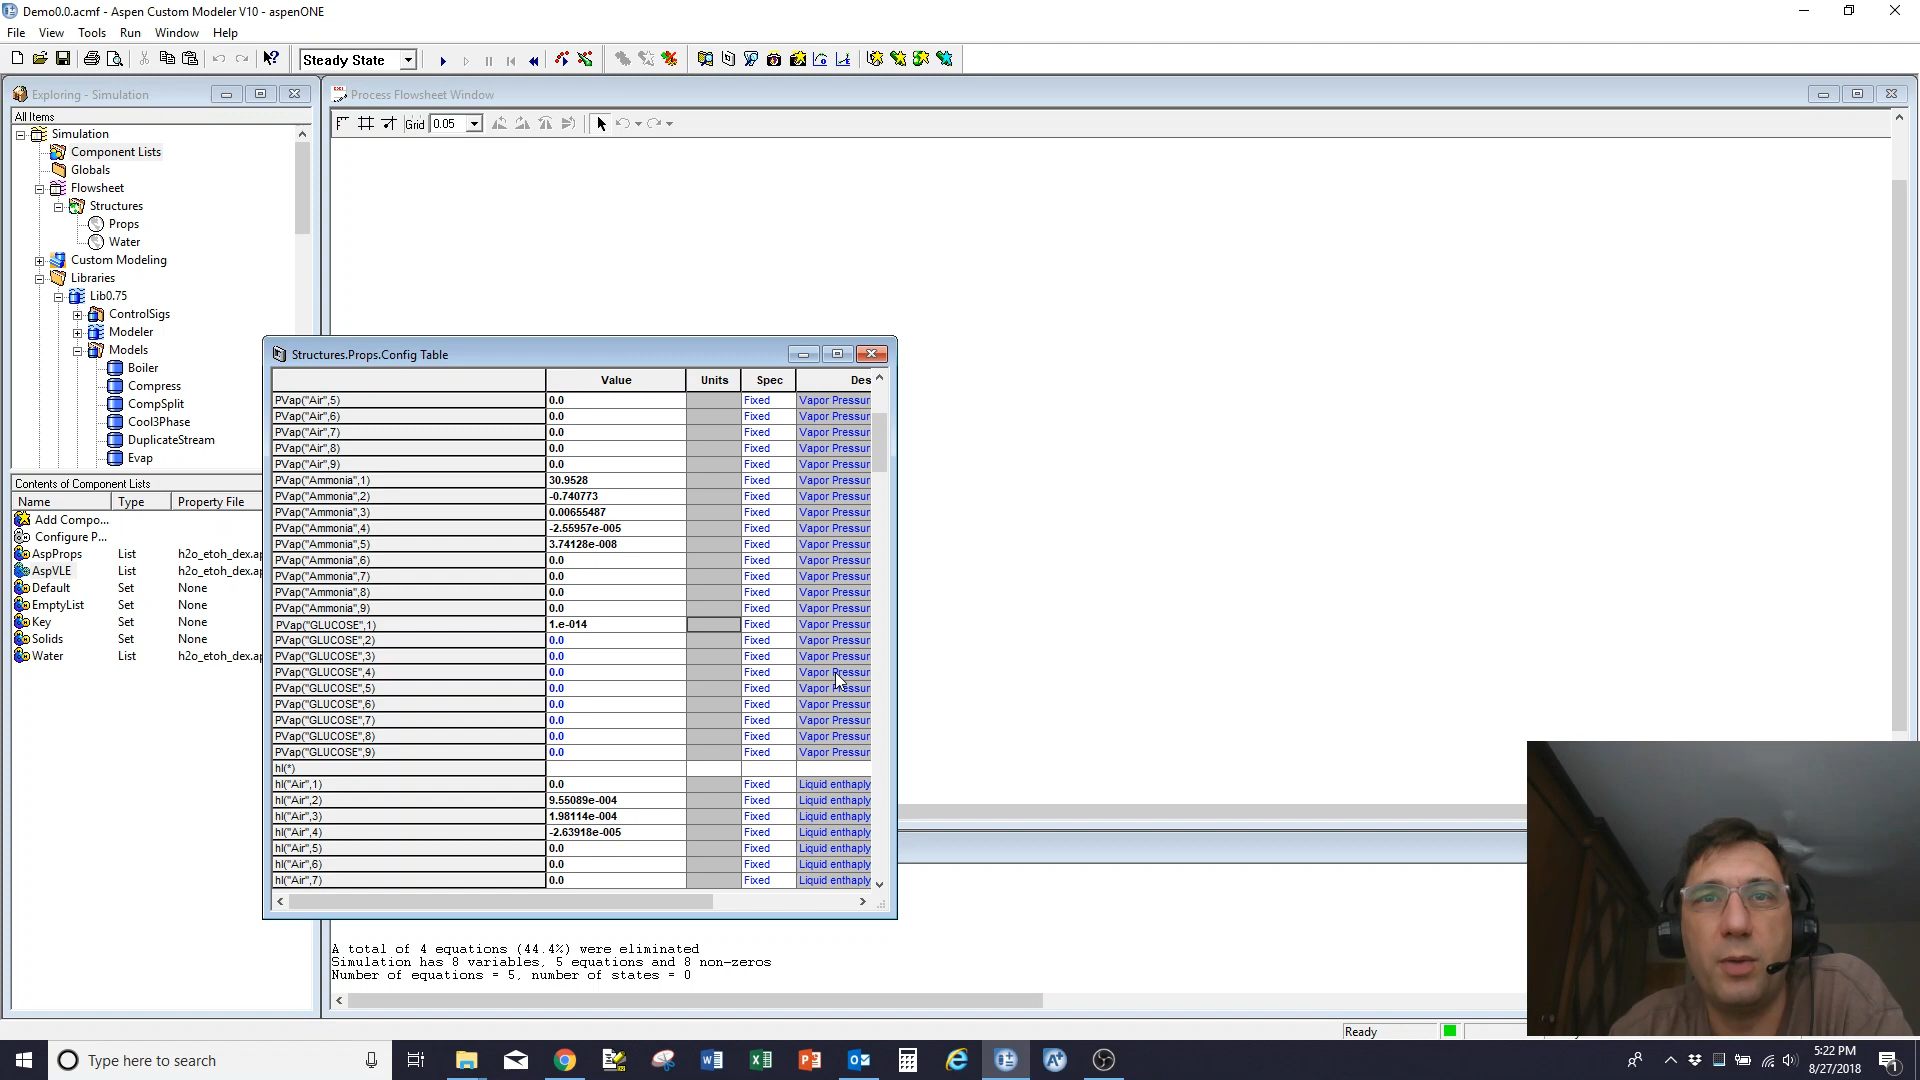 Demo0.0.acmf - Aspen Custom Modeler V10 - aspenONE
File View Tools Run Window Help
Steady State
Exploring - Simulation
Process Flowsheet Window
All Items
Grid 0.05
Simulation
Component Lists
Globals
Flowsheet
Structures
Props
Water
Custom Modeling
Libraries
Lib0.75
ControlSigs
Modeler
Models
Boiler
Compress
CompSplit
Cool3Phase
DuplicateStream
Evap
Contents of Component Lists
Name Type Property File
Add Compo...
Configure P...
AspProps List h2o_etoh_dex.ap
AspVLE List h2o_etoh_dex.ap
Default Set None
EmptyList Set None
Key Set None
Solids Set None
Water List h2o_etoh_dex.ap
Structures.Props.Config Table
Value Units Spec Des
PVap("Air",5) 0.0 Fixed Vapor Pressur
PVap("Air",6) 0.0 Fixed Vapor Pressur
PVap("Air",7) 0.0 Fixed Vapor Pressur
PVap("Air",8) 0.0 Fixed Vapor Pressur
PVap("Air",9) 0.0 Fixed Vapor Pressur
PVap("Ammonia",1) 30.9528 Fixed Vapor Pressur
PVap("Ammonia",2) -0.740773 Fixed Vapor Pressur
PVap("Ammonia",3) 0.00655487 Fixed Vapor Pressur
PVap("Ammonia",4) -2.55957e-005 Fixed Vapor Pressur
PVap("Ammonia",5) 3.74128e-008 Fixed Vapor Pressur
PVap("Ammonia",6) 0.0 Fixed Vapor Pressur
PVap("Ammonia",7) 0.0 Fixed Vapor Pressur
PVap("Ammonia",8) 0.0 Fixed Vapor Pressur
PVap("Ammonia",9) 0.0 Fixed Vapor Pressur
PVap("GLUCOSE",1) 1.e-014 Fixed Vapor Pressur
PVap("GLUCOSE",2) 0.0 Fixed Vapor Pressur
PVap("GLUCOSE",3) 0.0 Fixed Vapor Pressur
PVap("GLUCOSE",4) 0.0 Fixed Vapor Pressur
PVap("GLUCOSE",5) 0.0 Fixed Vapor Pressur
PVap("GLUCOSE",6) 0.0 Fixed Vapor Pressur
PVap("GLUCOSE",7) 0.0 Fixed Vapor Pressur
PVap("GLUCOSE",8) 0.0 Fixed Vapor Pressur
PVap("GLUCOSE",9) 0.0 Fixed Vapor Pressur
hl(*)
hl("Air",1) 0.0 Fixed Liquid enthaply
hl("Air",2) 9.55089e-004 Fixed Liquid enthaply
hl("Air",3) 1.98114e-004 Fixed Liquid enthaply
hl("Air",4) -2.63918e-005 Fixed Liquid enthaply
hl("Air",5) 0.0 Fixed Liquid enthaply
hl("Air",6) 0.0 Fixed Liquid enthaply
hl("Air",7) 0.0 Fixed Liquid enthaply
A total of 4 equations (44.4%) were eliminated
Simulation has 8 variables, 5 equations and 8 non-zeros
Number of equations = 5, number of states = 0
Ready
Type here to search
5:22 PM
8/27/2018